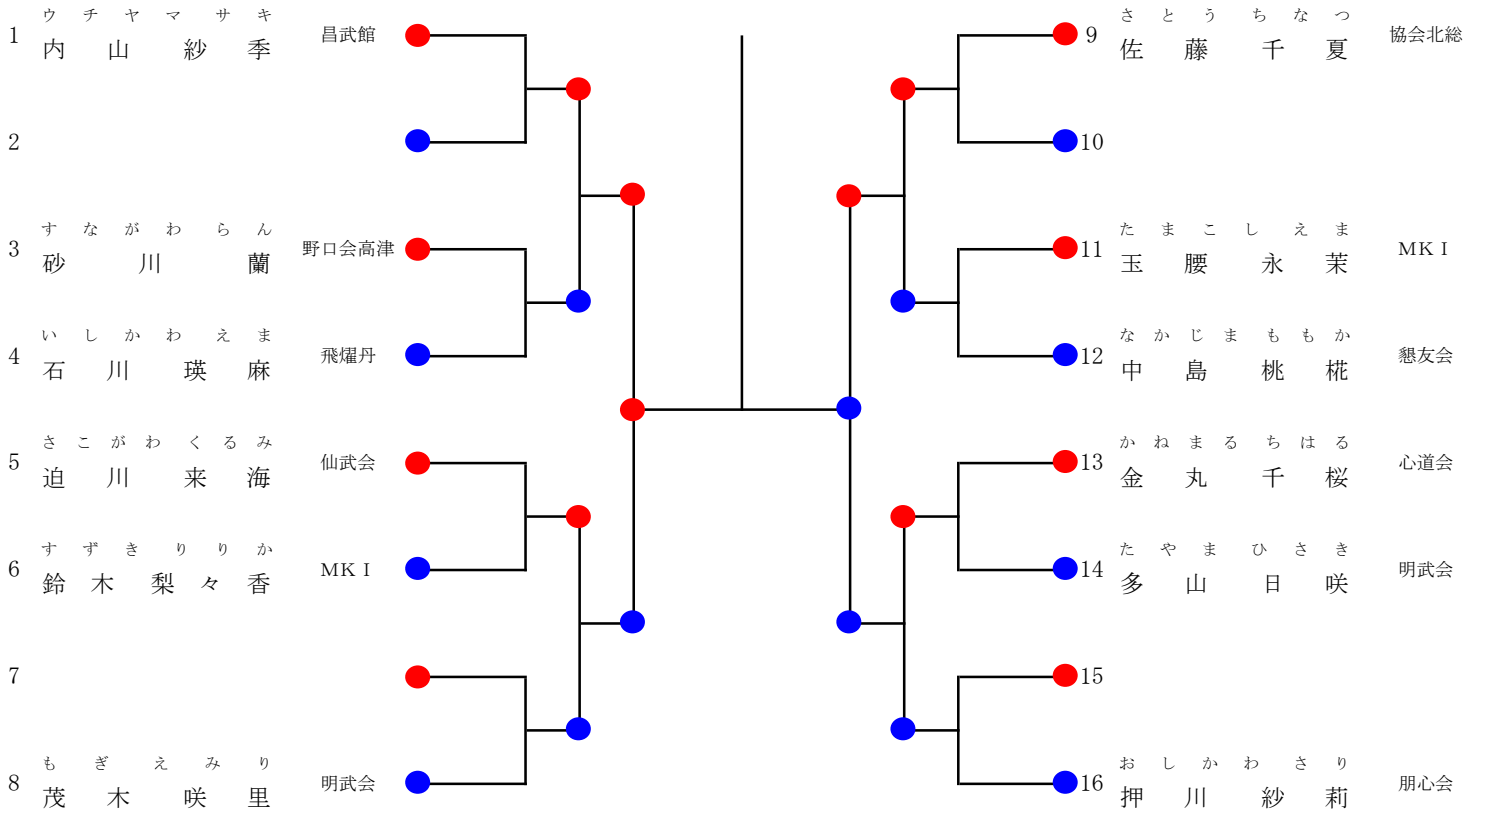 ウチヤマ サキ
1 内山 紗季 昌武館
2
すながわ らん
3 砂川 蘭 野口会高津
いしかわ えま
4 石川 瑛麻 飛燿丹
さこがわ くるみ
5 迫川 来海 仙武会
すずき りりか
6 鈴木 梨々香 MKⅠ
7
もぎ えみり
8 茂木 咲里 明武会
さとう ちなつ
9 佐藤 千夏 協会北総
10
たまこし えま
11 玉腰 永茉 MKⅠ
なかじま ももか
12 中島 桃椛 懇友会
かねまる ちはる
13 金丸 千桜 心道会
たやま ひさき
14 多山 日咲 明武会
15
おしかわ さり
16 押川 紗莉 朋心会